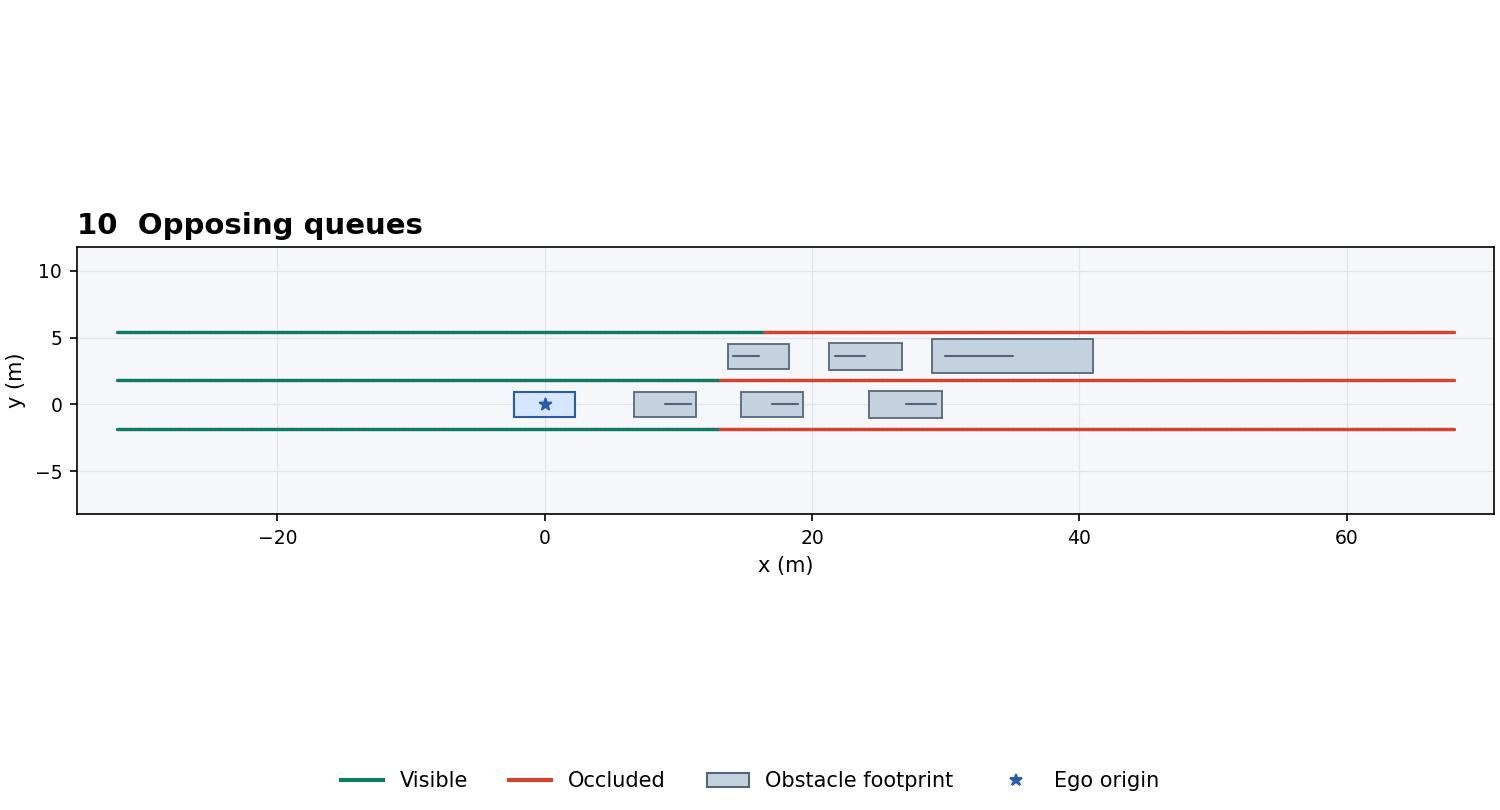 10 Opposing queues
10
5
0
−5
y (m)
−20
0
20
40
60
x (m)
Visible
Occluded
Obstacle footprint
Ego origin